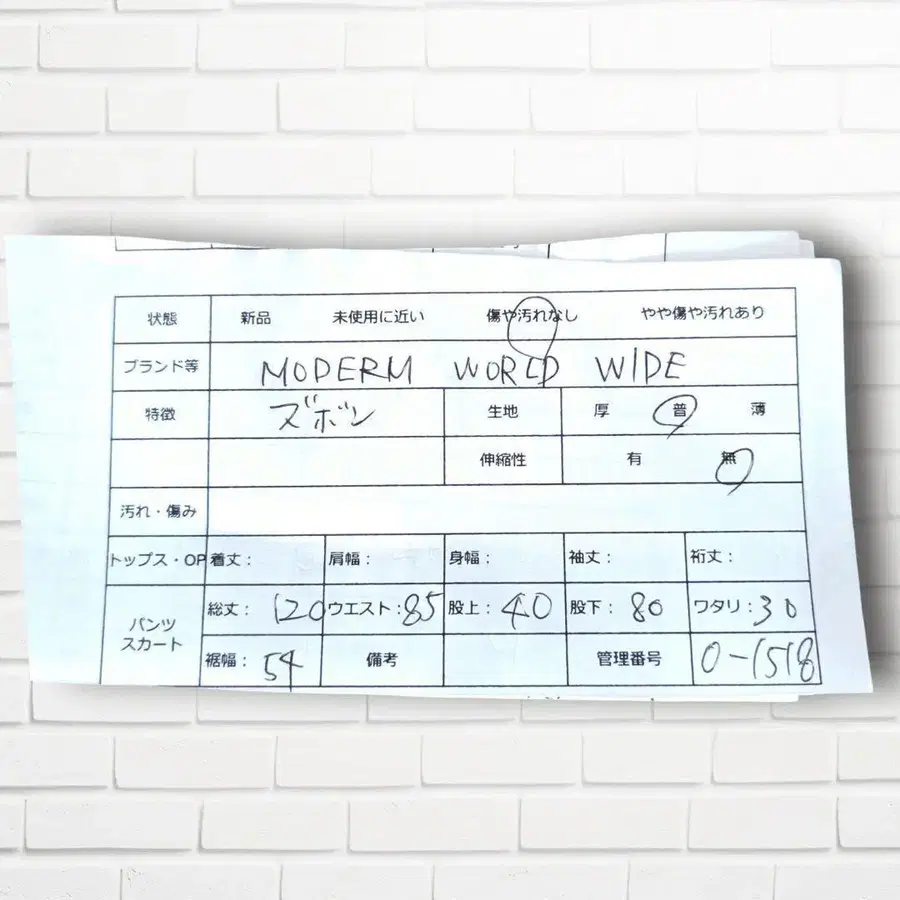 状態 新品 未使用に近い 傷や汚れなし やや傷や汚れあり
ブランド等 MODERM WORLD WIDE
特徴 ズボン 生地 厚 普 薄
伸縮性 有 無
汚れ・傷み
トップス・OP 着丈： 肩幅： 身幅： 袖丈： 裄丈：
パンツ スカート 総丈： 120 ウエスト：85 股上： 40 股下： 80 ワタリ：30
裾幅： 54 備考 管理番号 0-1518